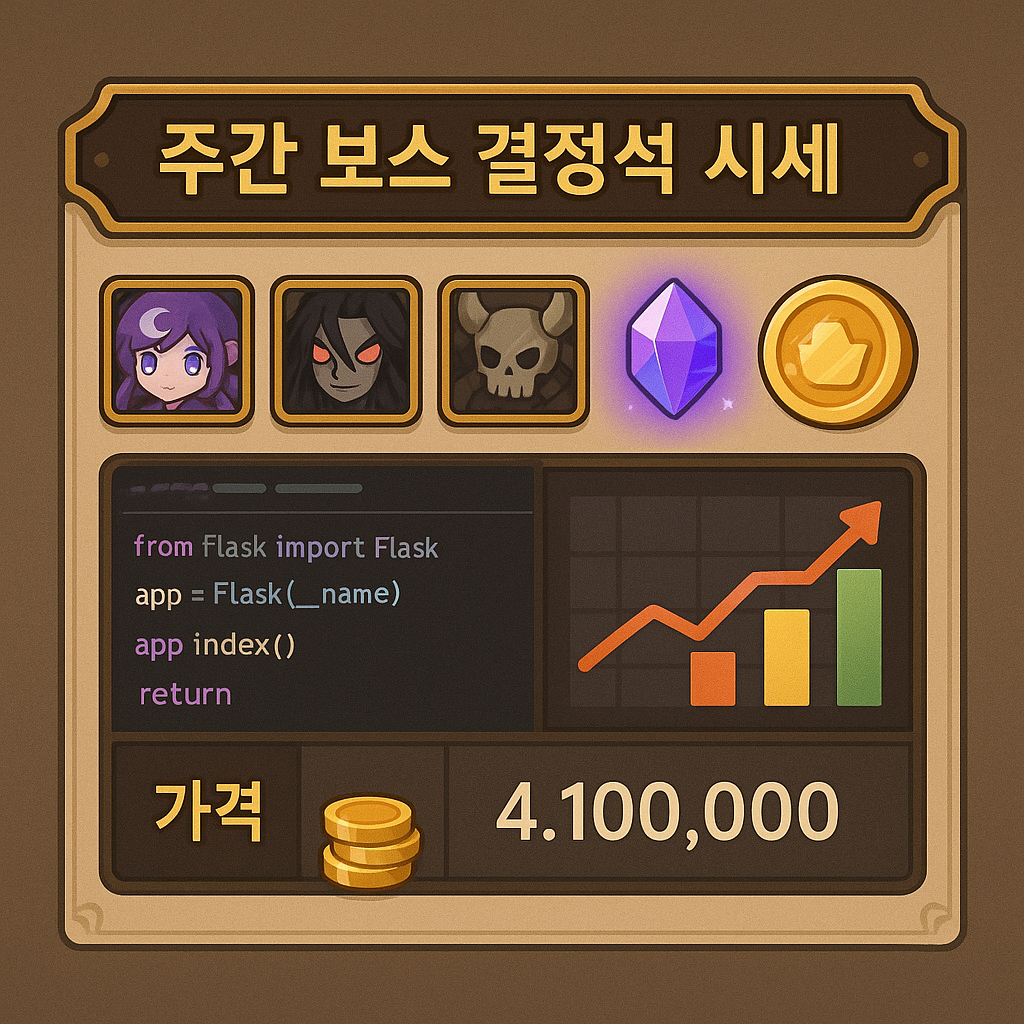 주간 보스 결정석 시세
from Flask import Flask
app = Flask(__name)
app index()
return
가격
4.100,000